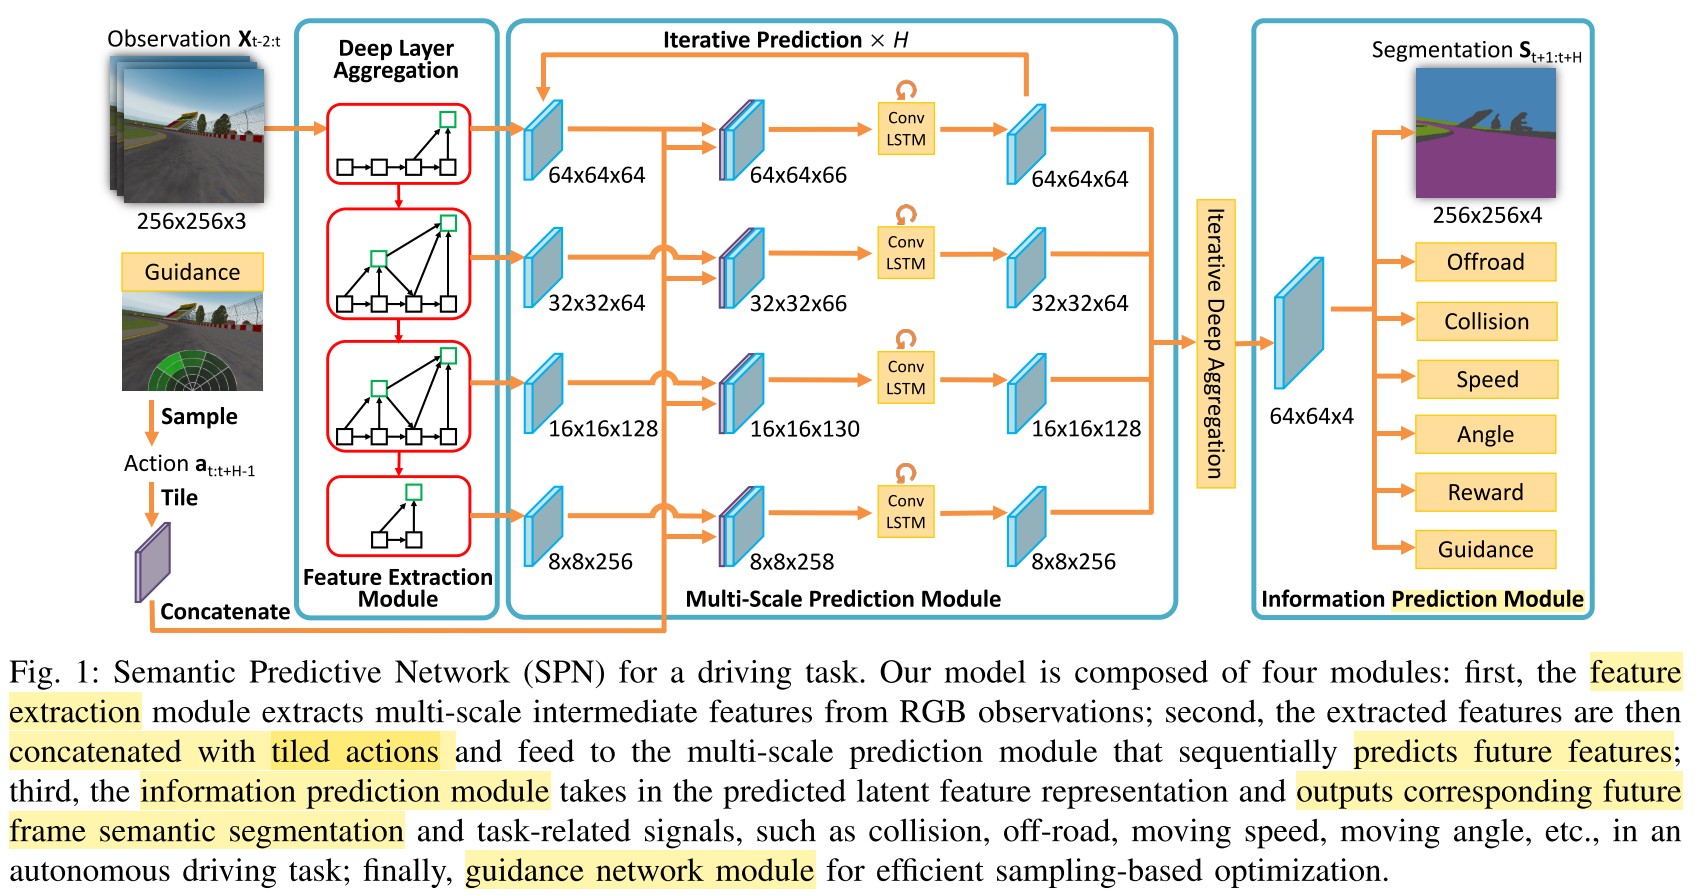 Observation X t-2:t
256x256x3
Guidance
Sample
Action a t:t+H-1
Tile
Concatenate
Deep Layer
Aggregation
Feature Extraction
Module
Iterative Prediction × H
64x64x64
64x64x66
Conv
LSTM
64x64x64
32x32x64
32x32x66
Conv
LSTM
32x32x64
16x16x128
16x16x130
Conv
LSTM
16x16x128
8x8x256
8x8x258
Conv
LSTM
8x8x256
Multi-Scale Prediction Module
Iterative Deep Aggregation
64x64x4
Segmentation S t+1:t+H
256x256x4
Offroad
Collision
Speed
Angle
Reward
Guidance
Information Prediction Module
Fig. 1: Semantic Predictive Network (SPN) for a driving task. Our model is composed of four modules: first, the feature
extraction module extracts multi-scale intermediate features from RGB observations; second, the extracted features are then
concatenated with tiled actions and feed to the multi-scale prediction module that sequentially predicts future features;
third, the information prediction module takes in the predicted latent feature representation and outputs corresponding future
frame semantic segmentation and task-related signals, such as collision, off-road, moving speed, moving angle, etc., in an
autonomous driving task; finally, guidance network module for efficient sampling-based optimization.